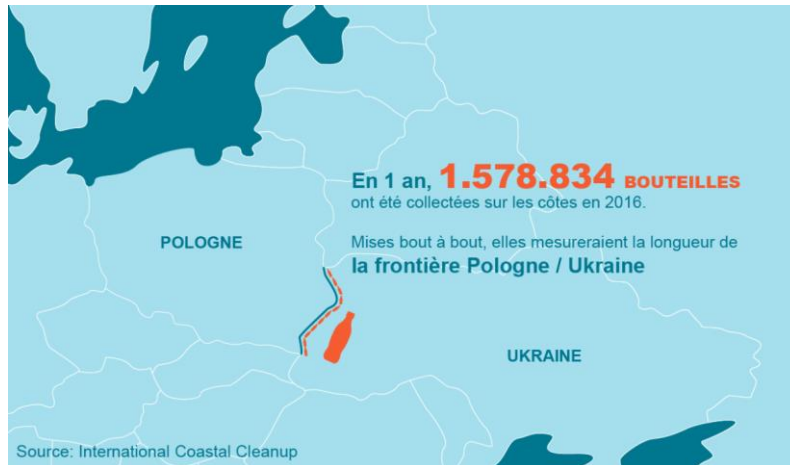 En 1 an, 1.578.834 BOUTEILLES
ont été collectées sur les côtes en 2016.
POLOGNE
Mises bout à bout, elles mesureraient la longueur de
la frontière Pologne / Ukraine
UKRAINE
Source: International Coastal Cleanup